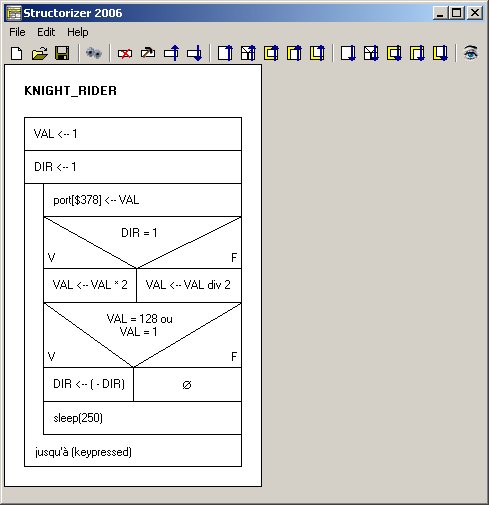 Structorizer 2006
File Edit Help
KNIGHT_RIDER
VAL <-- 1
DIR <-- 1
port[$378] <-- VAL
DIR = 1
V F
VAL <-- VAL * 2 VAL <-- VAL div 2
VAL = 128 ou
VAL = 1
V F
DIR <-- ( - DIR) ∅
sleep(250)
jusqu'à (keypressed)